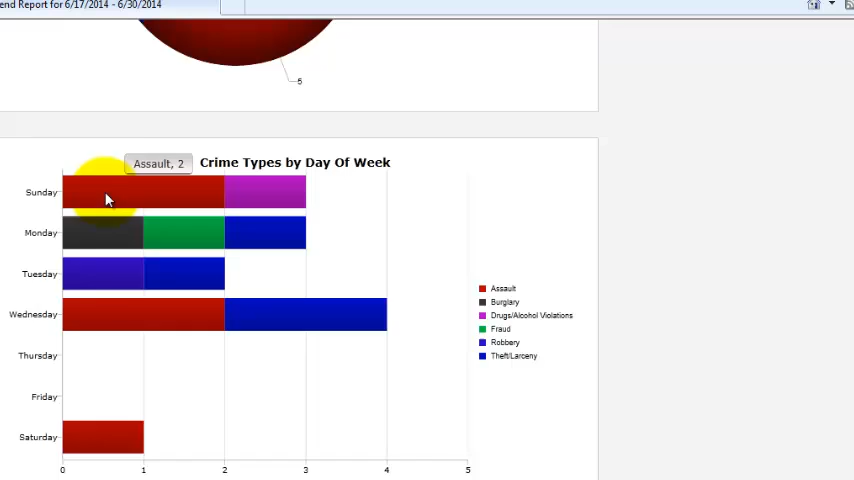 end Report for 6/17/2014 - 6/30/2014
5
Assault, 2
Crime Types by Day Of Week
Sunday
Monday
Tuesday
Wednesday
Thursday
Friday
Saturday
Assault
Burglary
Drugs/Alcohol Violations
Fraud
Robbery
Theft/Larceny
0 1 2 3 4 5